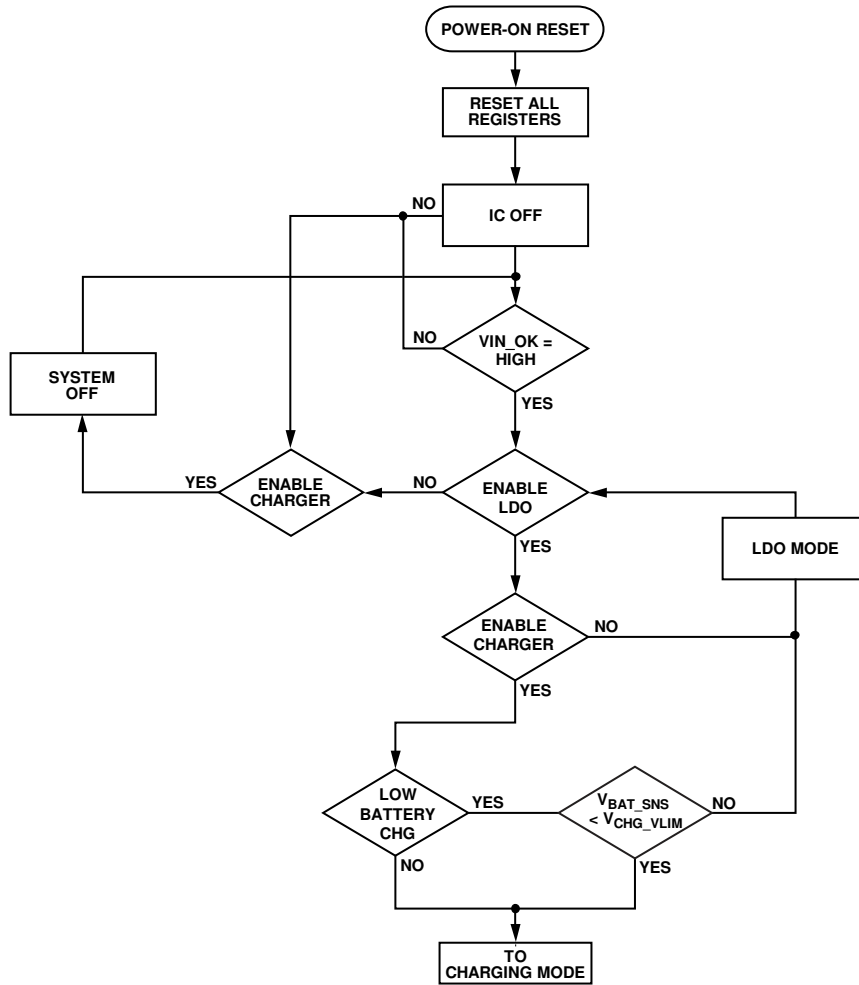 POWER-ON RESET
RESET ALL
REGISTERS
NO
IC OFF
NO
VIN_OK =
HIGH
SYSTEM
OFF
YES
YES
ENABLE
CHARGER
NO
ENABLE
LDO
LDO MODE
YES
ENABLE
CHARGER
NO
YES
LOW
BATTERY
CHG
YES
VBAT_SNS
< VCHG_VLIM
NO
NO
YES
TO
CHARGING MODE